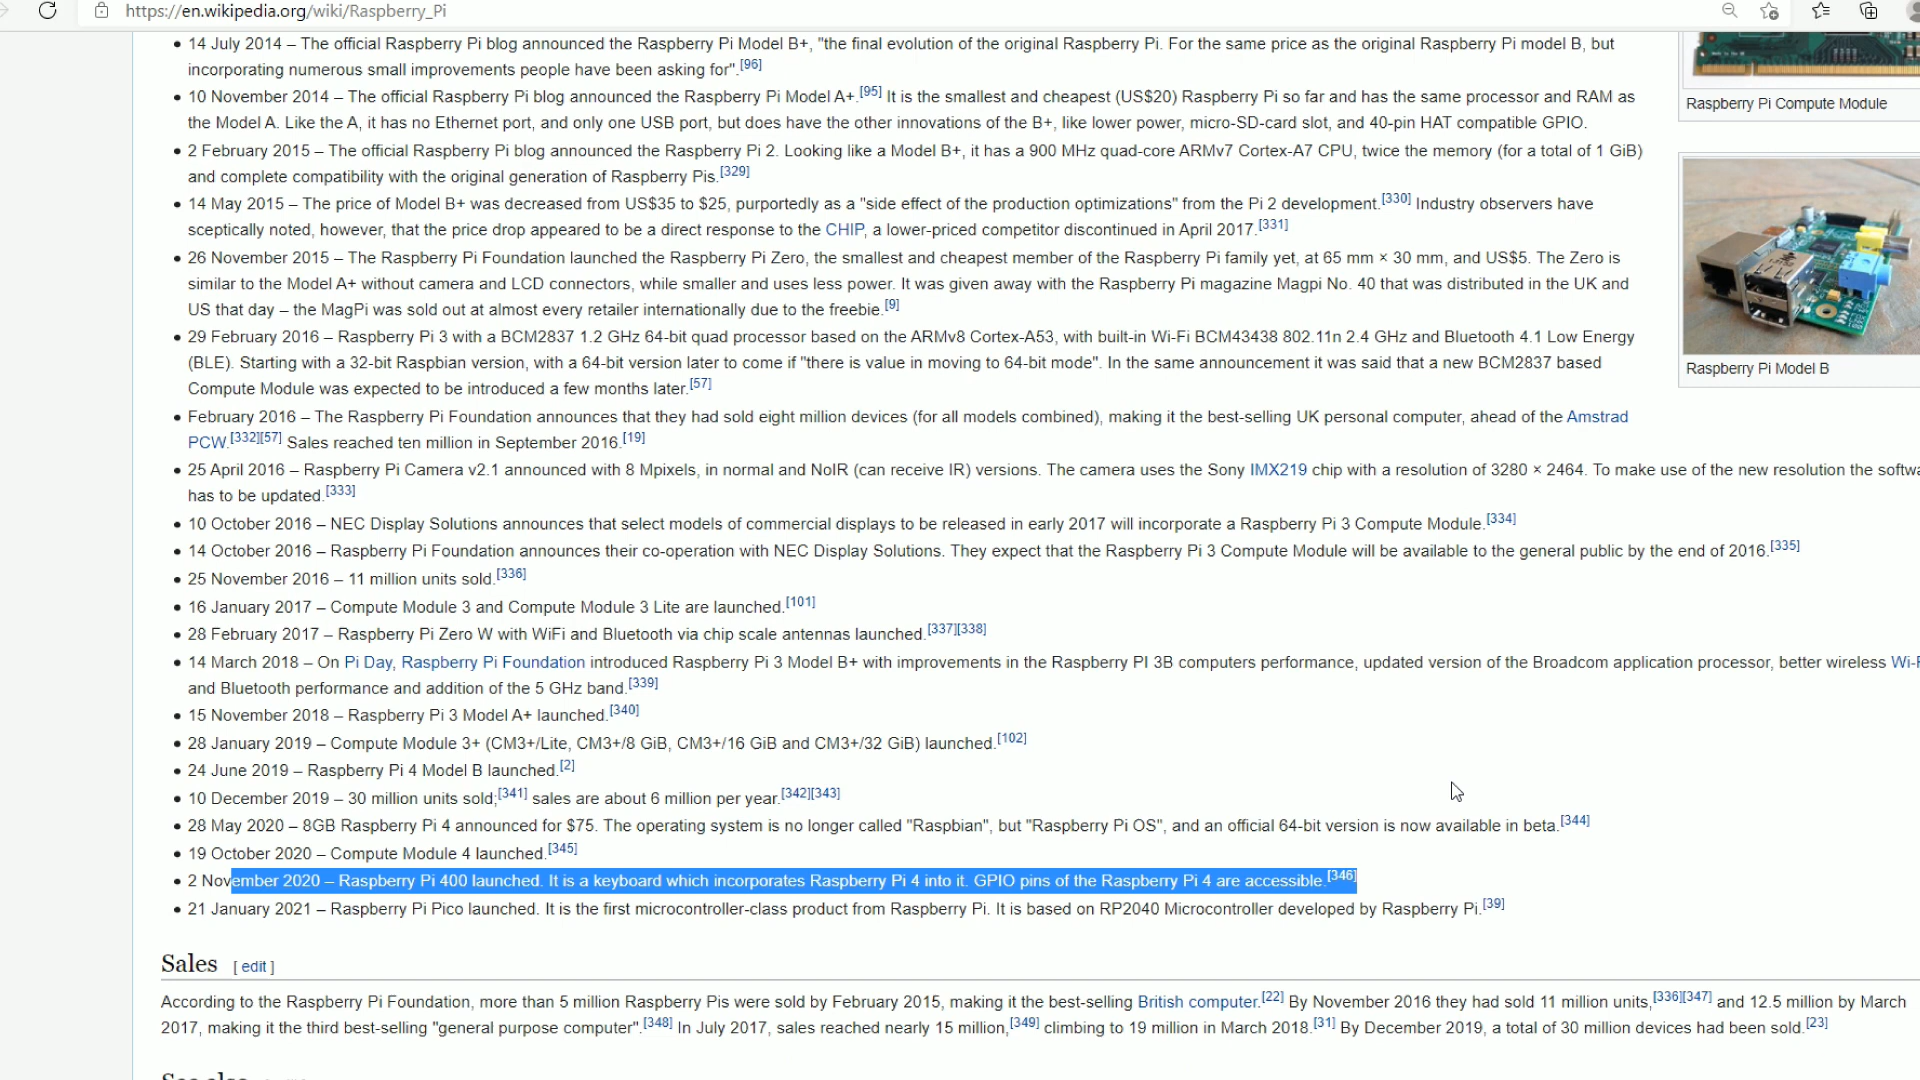 https://en.wikipedia.org/wiki/Raspberry_Pi
• 14 July 2014 – The official Raspberry Pi blog announced the Raspberry Pi Model B+, "the final evolution of the original Raspberry Pi. For the same price as the original Raspberry Pi model B, but
incorporating numerous small improvements people have been asking for".[96]
• 10 November 2014 – The official Raspberry Pi blog announced the Raspberry Pi Model A+.[95] It is the smallest and cheapest (US$20) Raspberry Pi so far and has the same processor and RAM as
the Model A. Like the A, it has no Ethernet port, and only one USB port, but does have the other innovations of the B+, like lower power, micro-SD-card slot, and 40-pin HAT compatible GPIO.
• 2 February 2015 – The official Raspberry Pi blog announced the Raspberry Pi 2. Looking like a Model B+, it has a 900 MHz quad-core ARMv7 Cortex-A7 CPU, twice the memory (for a total of 1 GiB)
and complete compatibility with the original generation of Raspberry Pis.[329]
• 14 May 2015 – The price of Model B+ was decreased from US$35 to $25, purportedly as a "side effect of the production optimizations" from the Pi 2 development.[330] Industry observers have
sceptically noted, however, that the price drop appeared to be a direct response to the CHIP, a lower-priced competitor discontinued in April 2017.[331]
• 26 November 2015 – The Raspberry Pi Foundation launched the Raspberry Pi Zero, the smallest and cheapest member of the Raspberry Pi family yet, at 65 mm × 30 mm, and US$5. The Zero is
similar to the Model A+ without camera and LCD connectors, while smaller and uses less power. It was given away with the Raspberry Pi magazine Magpi No. 40 that was distributed in the UK and
US that day – the MagPi was sold out at almost every retailer internationally due to the freebie.[9]
• 29 February 2016 – Raspberry Pi 3 with a BCM2837 1.2 GHz 64-bit quad processor based on the ARMv8 Cortex-A53, with built-in Wi-Fi BCM43438 802.11n 2.4 GHz and Bluetooth 4.1 Low Energy
(BLE). Starting with a 32-bit Raspbian version, with a 64-bit version later to come if "there is value in moving to 64-bit mode". In the same announcement it was said that a new BCM2837 based
Compute Module was expected to be introduced a few months later.[57]
• February 2016 – The Raspberry Pi Foundation announces that they had sold eight million devices (for all models combined), making it the best-selling UK personal computer, ahead of the Amstrad
PCW.[332][57] Sales reached ten million in September 2016.[19]
• 25 April 2016 – Raspberry Pi Camera v2.1 announced with 8 Mpixels, in normal and NoIR (can receive IR) versions. The camera uses the Sony IMX219 chip with a resolution of 3280 × 2464. To make use of the new resolution the softwa
has to be updated.[333]
• 10 October 2016 – NEC Display Solutions announces that select models of commercial displays to be released in early 2017 will incorporate a Raspberry Pi 3 Compute Module.[334]
• 14 October 2016 – Raspberry Pi Foundation announces their co-operation with NEC Display Solutions. They expect that the Raspberry Pi 3 Compute Module will be available to the general public by the end of 2016.[335]
• 25 November 2016 – 11 million units sold.[336]
• 16 January 2017 – Compute Module 3 and Compute Module 3 Lite are launched.[101]
• 28 February 2017 – Raspberry Pi Zero W with WiFi and Bluetooth via chip scale antennas launched.[337][338]
• 14 March 2018 – On Pi Day, Raspberry Pi Foundation introduced Raspberry Pi 3 Model B+ with improvements in the Raspberry PI 3B computers performance, updated version of the Broadcom application processor, better wireless Wi-F
and Bluetooth performance and addition of the 5 GHz band.[339]
• 15 November 2018 – Raspberry Pi 3 Model A+ launched.[340]
• 28 January 2019 – Compute Module 3+ (CM3+/Lite, CM3+/8 GiB, CM3+/16 GiB and CM3+/32 GiB) launched.[102]
• 24 June 2019 – Raspberry Pi 4 Model B launched.[2]
• 10 December 2019 – 30 million units sold;[341] sales are about 6 million per year.[342][343]
• 28 May 2020 – 8GB Raspberry Pi 4 announced for $75. The operating system is no longer called "Raspbian", but "Raspberry Pi OS", and an official 64-bit version is now available in beta.[344]
• 19 October 2020 – Compute Module 4 launched.[345]
• 2 November 2020 – Raspberry Pi 400 launched. It is a keyboard which incorporates Raspberry Pi 4 into it. GPIO pins of the Raspberry Pi 4 are accessible.[346]
• 21 January 2021 – Raspberry Pi Pico launched. It is the first microcontroller-class product from Raspberry Pi. It is based on RP2040 Microcontroller developed by Raspberry Pi.[39]
Raspberry Pi Compute Module
Raspberry Pi Model B
Sales [ edit ]
According to the Raspberry Pi Foundation, more than 5 million Raspberry Pis were sold by February 2015, making it the best-selling British computer.[22] By November 2016 they had sold 11 million units,[336][347] and 12.5 million by March
2017, making it the third best-selling "general purpose computer".[348] In July 2017, sales reached nearly 15 million,[349] climbing to 19 million in March 2018.[31] By December 2019, a total of 30 million devices had been sold.[23]
See also